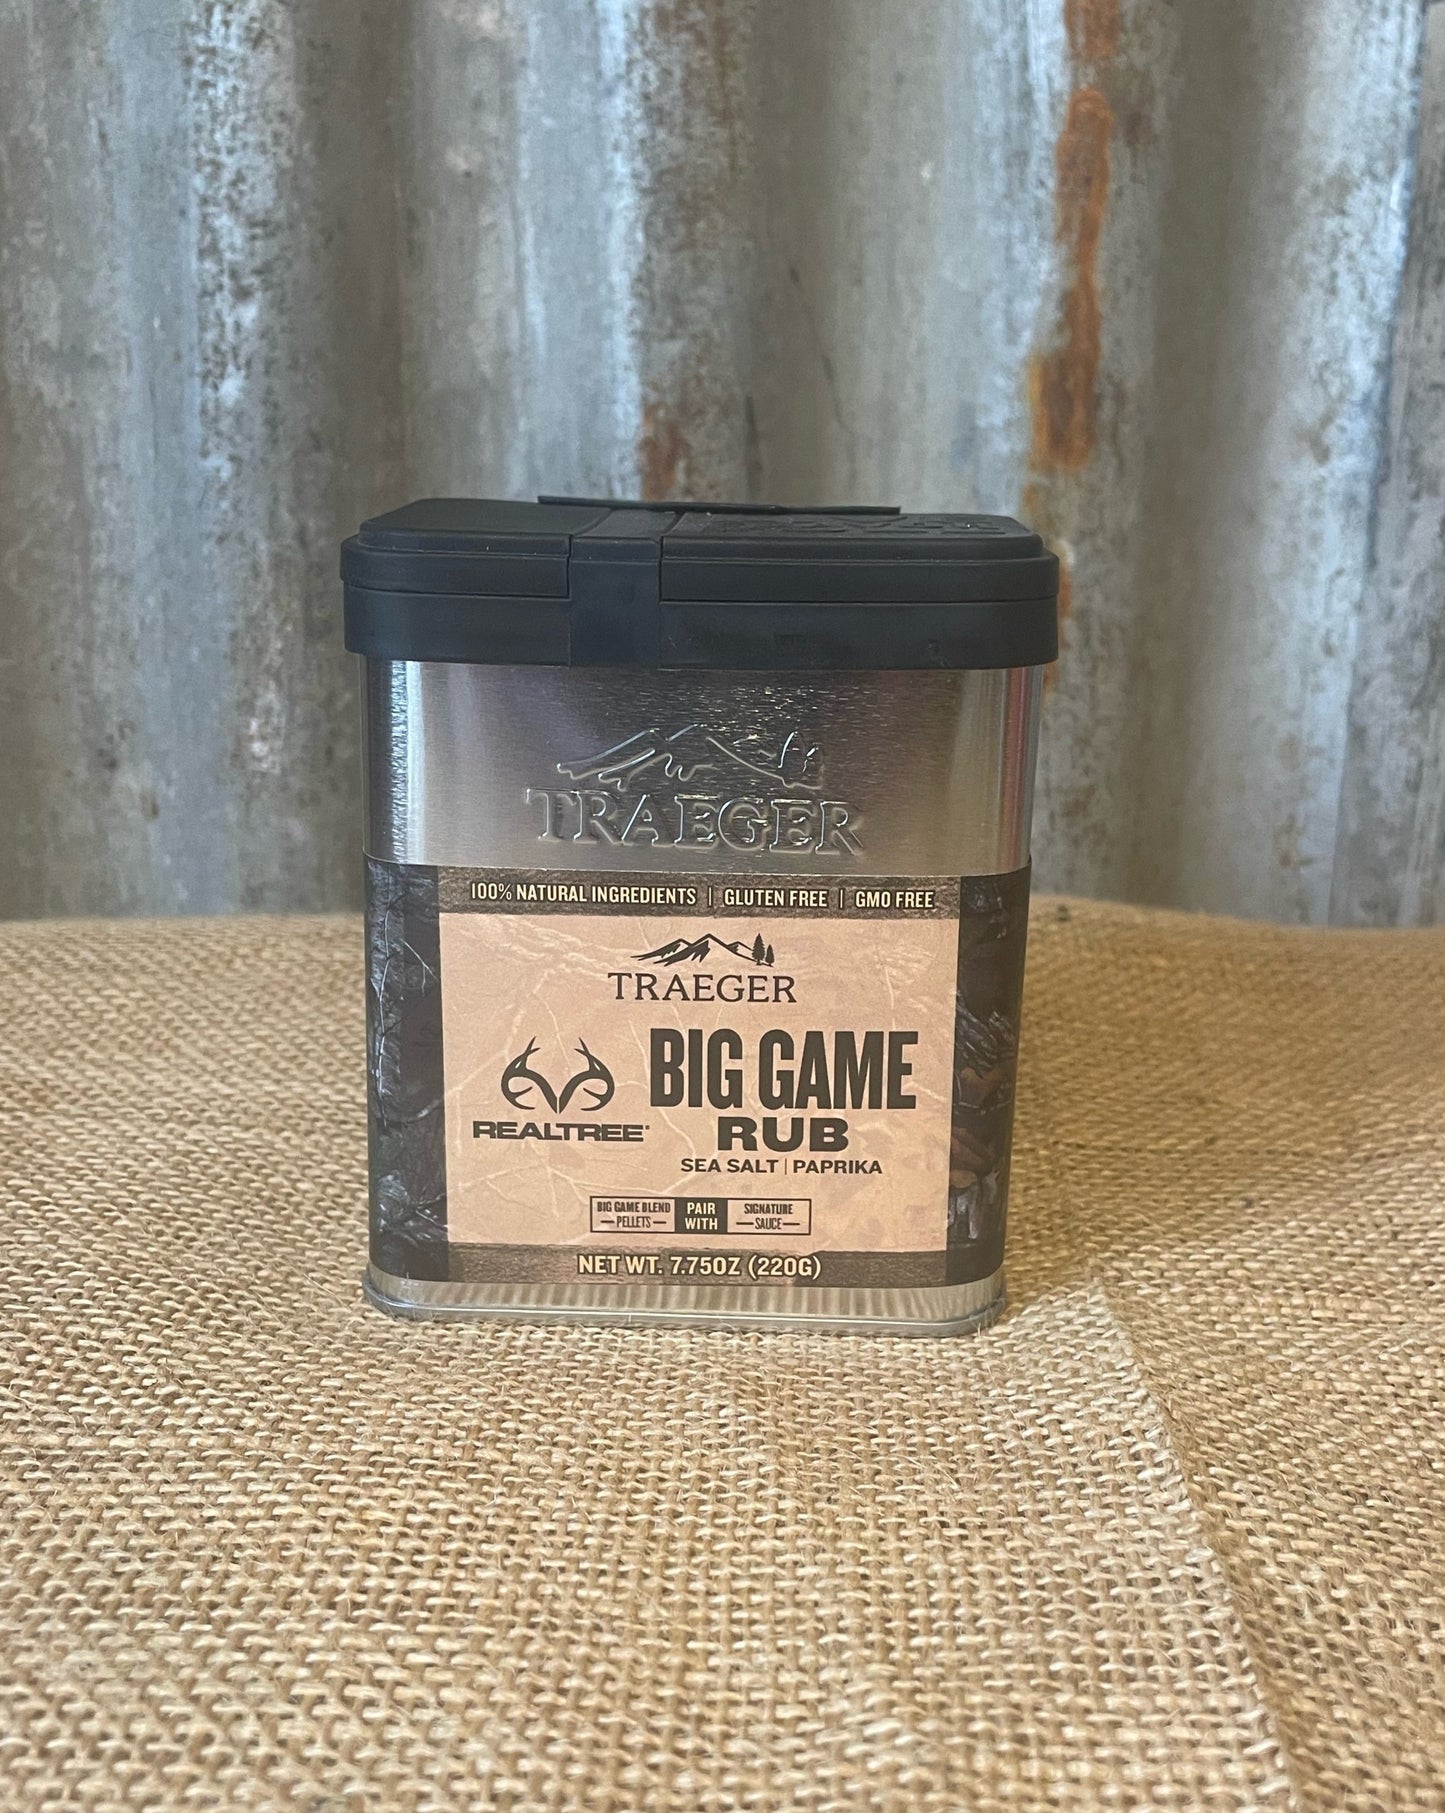 TRAEGER
100% NATURAL INGREDIENTS | GLUTEN FREE | GMO FREE
TRAEGER
BIG GAME
REALTREE®
RUB
SEA SALT | PAPRIKA
BIG GAME BLEND
PELLETS
PAIR
WITH
SIGNATURE
SAUCE
NET WT. 7.75OZ (220G)